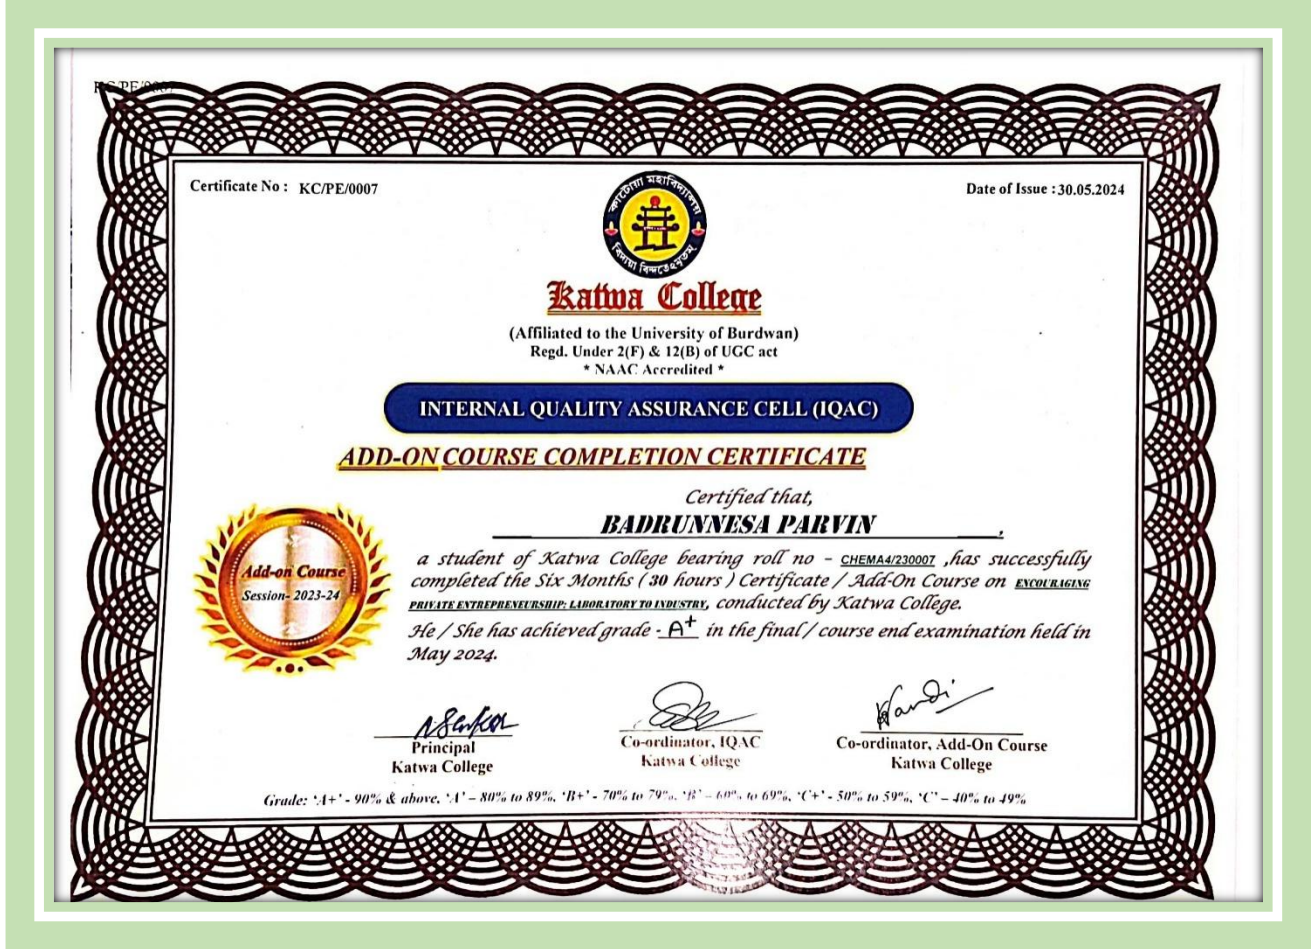 KC/PE/0007
Certificate No : KC/PE/0007
Date of Issue : 30.05.2024
কাটোয়া মহাবিদ্যালয়
Katwa College
(Affiliated to the University of Burdwan)
Regd. Under 2(F) & 12(B) of UGC act
* NAAC Accredited *
INTERNAL QUALITY ASSURANCE CELL (IQAC)
ADD-ON COURSE COMPLETION CERTIFICATE
Certified that,
BADRUNNESA PARVIN ,
Add-on Course
Session- 2023-24
a student of Katwa College bearing roll no - CHEMA4/230007 ,has successfully
completed the Six Months ( 30 hours ) Certificate / Add-On Course on ENCOURAGING
PRIVATE ENTREPRENEURSHIP: LABORATORY TO INDUSTRY, conducted by Katwa College.
He / She has achieved grade - A+ in the final / course end examination held in
May 2024.
Principal
Katwa College
Co-ordinator, IQAC
Katwa College
Co-ordinator, Add-On Course
Katwa College
Grade: 'A+' - 90% & above, 'A' – 80% to 89%, 'B+' - 70% to 79%, 'B' – 60% to 69%, 'C+' - 50% to 59%, 'C' – 40% to 49%